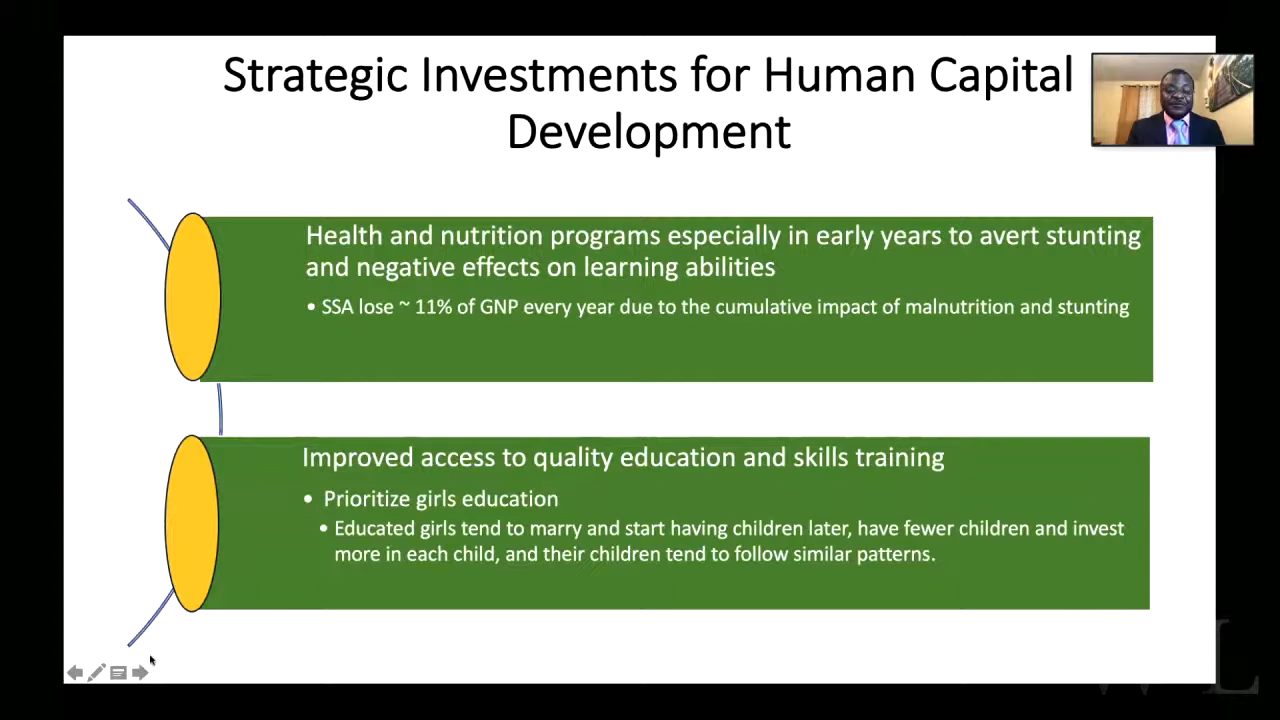 Strategic Investments for Human Capital
Development
Health and nutrition programs especially in early years to avert stunting
and negative effects on learning abilities
• SSA lose ~ 11% of GNP every year due to the cumulative impact of malnutrition and stunting
Improved access to quality education and skills training
• Prioritize girls education
• Educated girls tend to marry and start having children later, have fewer children and invest
more in each child, and their children tend to follow similar patterns.